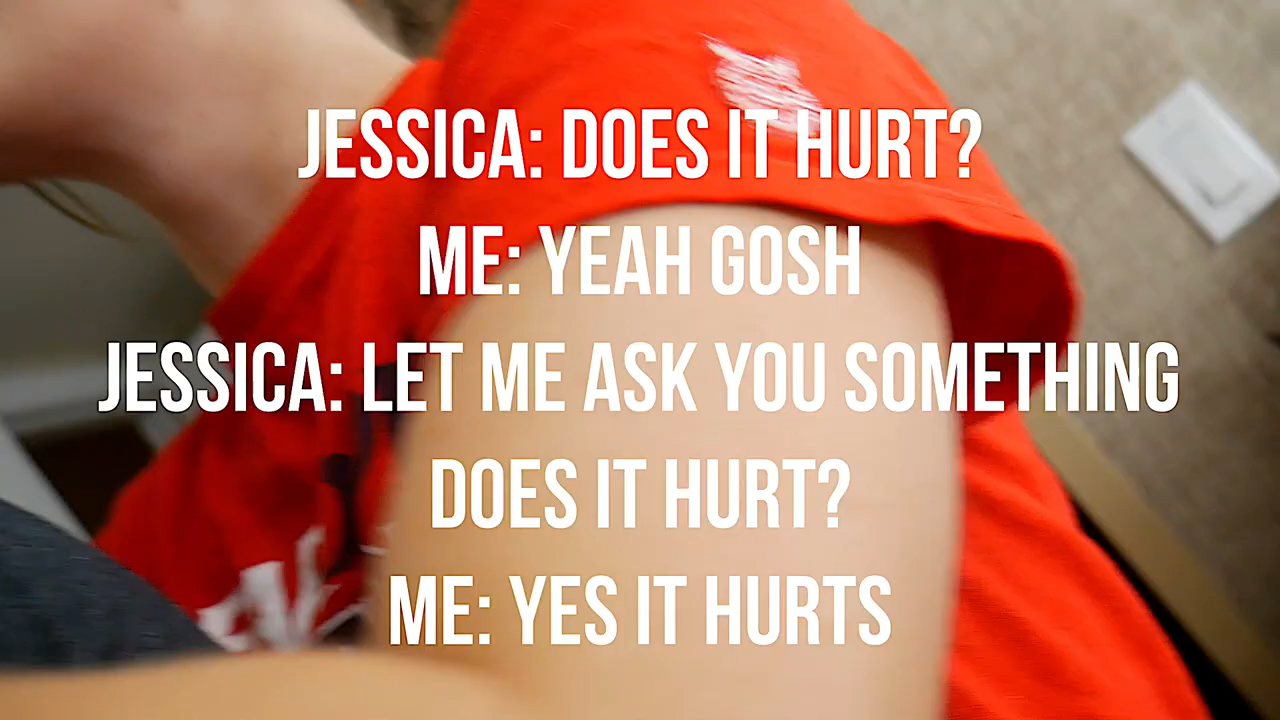 JESSICA: DOES IT HURT?
ME: YEAH GOSH
JESSICA: LET ME ASK YOU SOMETHING
DOES IT HURT?
ME: YES IT HURTS